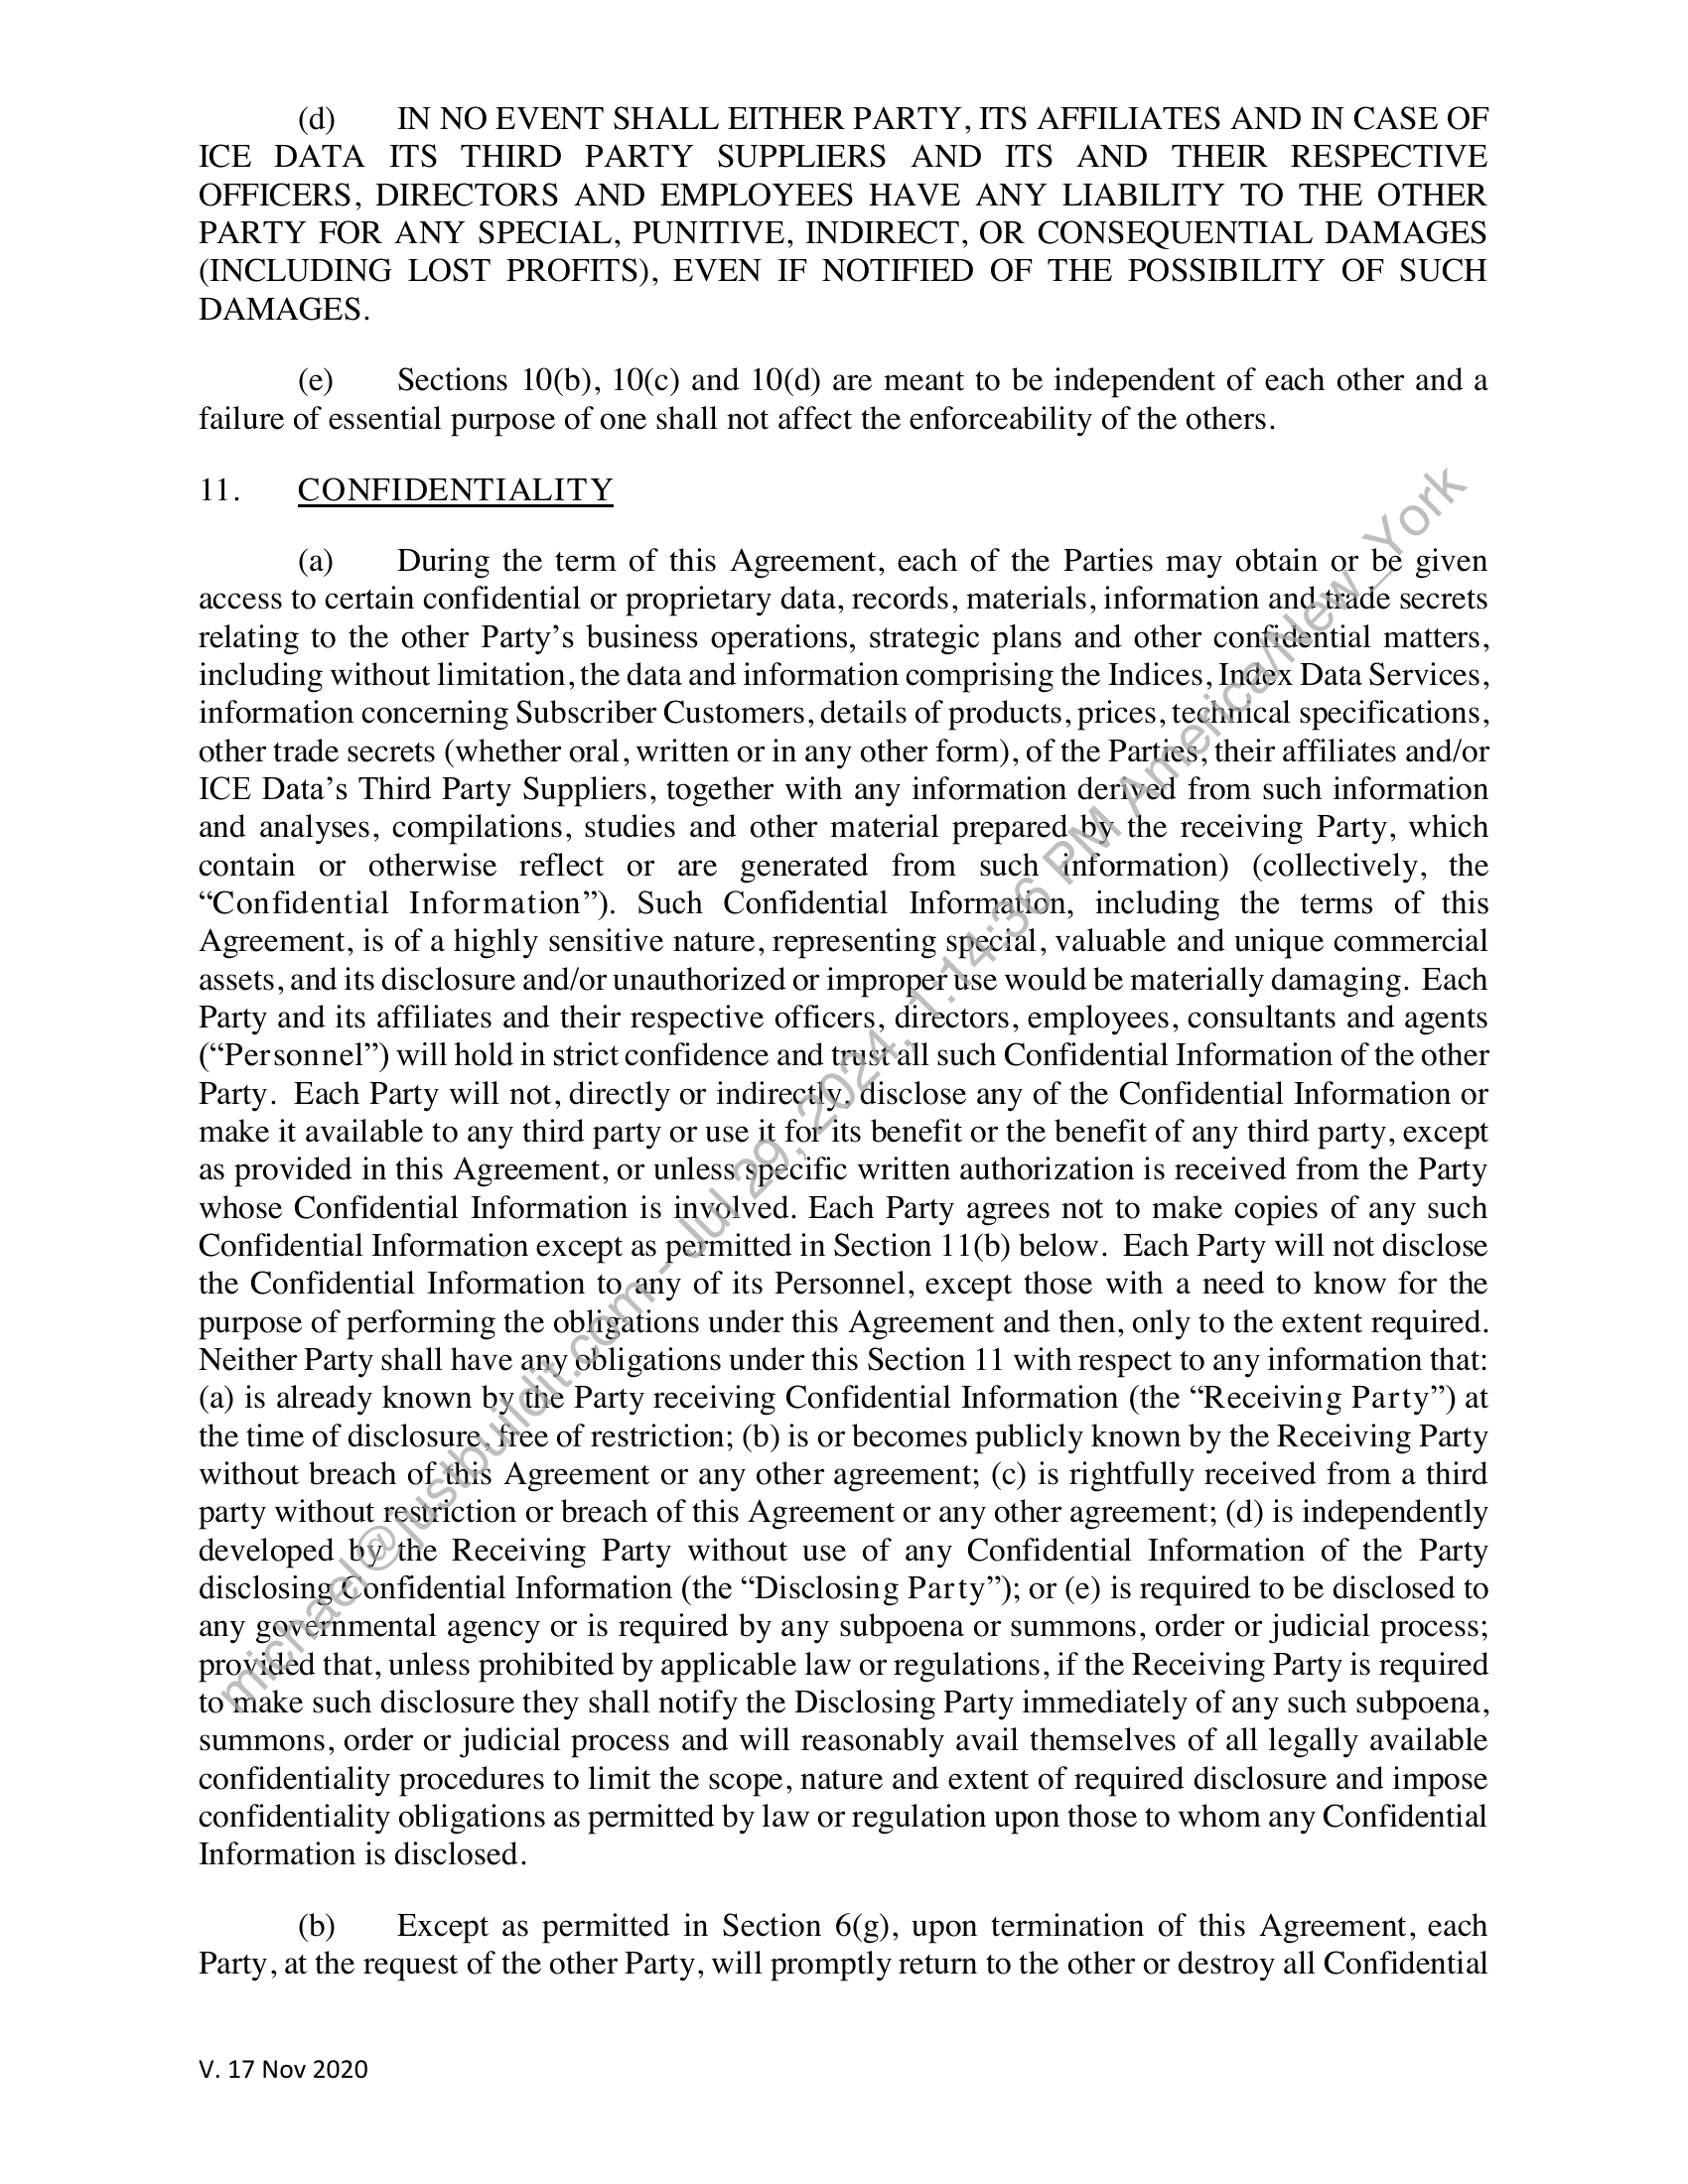 (d) IN NO EVENT SHALL EITHER PARTY, ITS AFFILIATES AND IN CASE OF
ICE DATA ITS THIRD PARTY SUPPLIERS AND ITS AND THEIR RESPECTIVE
OFFICERS, DIRECTORS AND EMPLOYEES HAVE ANY LIABILITY TO THE OTHER
PARTY FOR ANY SPECIAL, PUNITIVE, INDIRECT, OR CONSEQUENTIAL DAMAGES
(INCLUDING LOST PROFITS), EVEN IF NOTIFIED OF THE POSSIBILITY OF SUCH
DAMAGES.
(e) Sections 10(b), 10(c) and 10(d) are meant to be independent of each other and a
failure of essential purpose of one shall not affect the enforceability of the others.
11. CONFIDENTIALITY
(a) During the term of this Agreement, each of the Parties may obtain or be given
access to certain confidential or proprietary data, records, materials, information and trade secrets
relating to the other Party’s business operations, strategic plans and other confidential matters,
including without limitation, the data and information comprising the Indices, Index Data Services,
information concerning Subscriber Customers, details of products, prices, technical specifications,
other trade secrets (whether oral, written or in any other form), of the Parties, their affiliates and/or
ICE Data’s Third Party Suppliers, together with any information derived from such information
and analyses, compilations, studies and other material prepared by the receiving Party, which
contain or otherwise reflect or are generated from such information) (collectively, the
“Confidential Information”). Such Confidential Information, including the terms of this
Agreement, is of a highly sensitive nature, representing special, valuable and unique commercial
assets, and its disclosure and/or unauthorized or improper use would be materially damaging. Each
Party and its affiliates and their respective officers, directors, employees, consultants and agents
(“Personnel”) will hold in strict confidence and trust all such Confidential Information of the other
Party. Each Party will not, directly or indirectly, disclose any of the Confidential Information or
make it available to any third party or use it for its benefit or the benefit of any third party, except
as provided in this Agreement, or unless specific written authorization is received from the Party
whose Confidential Information is involved. Each Party agrees not to make copies of any such
Confidential Information except as permitted in Section 11(b) below. Each Party will not disclose
the Confidential Information to any of its Personnel, except those with a need to know for the
purpose of performing the obligations under this Agreement and then, only to the extent required.
Neither Party shall have any obligations under this Section 11 with respect to any information that:
(a) is already known by the Party receiving Confidential Information (the “Receiving Party”) at
the time of disclosure, free of restriction; (b) is or becomes publicly known by the Receiving Party
without breach of this Agreement or any other agreement; (c) is rightfully received from a third
party without restriction or breach of this Agreement or any other agreement; (d) is independently
developed by the Receiving Party without use of any Confidential Information of the Party
disclosing Confidential Information (the “Disclosing Party”); or (e) is required to be disclosed to
any governmental agency or is required by any subpoena or summons, order or judicial process;
provided that, unless prohibited by applicable law or regulations, if the Receiving Party is required
to make such disclosure they shall notify the Disclosing Party immediately of any such subpoena,
summons, order or judicial process and will reasonably avail themselves of all legally available
confidentiality procedures to limit the scope, nature and extent of required disclosure and impose
confidentiality obligations as permitted by law or regulation upon those to whom any Confidential
Information is disclosed.
(b) Except as permitted in Section 6(g), upon termination of this Agreement, each
Party, at the request of the other Party, will promptly return to the other or destroy all Confidential
V. 17 Nov 2020
michael@justbuildit.com - Jul 29, 2024, 1:14:36 PM America/New_York